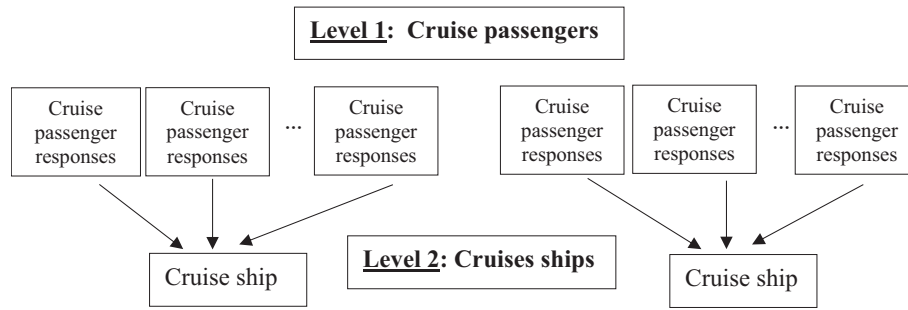 Level 1: Cruise passengers
Cruise
passenger
responses
Cruise
passenger
responses
...
Cruise
passenger
responses
Cruise
passenger
responses
Cruise
passenger
responses
...
Cruise
passenger
responses
Level 2: Cruises ships
Cruise ship
Cruise ship